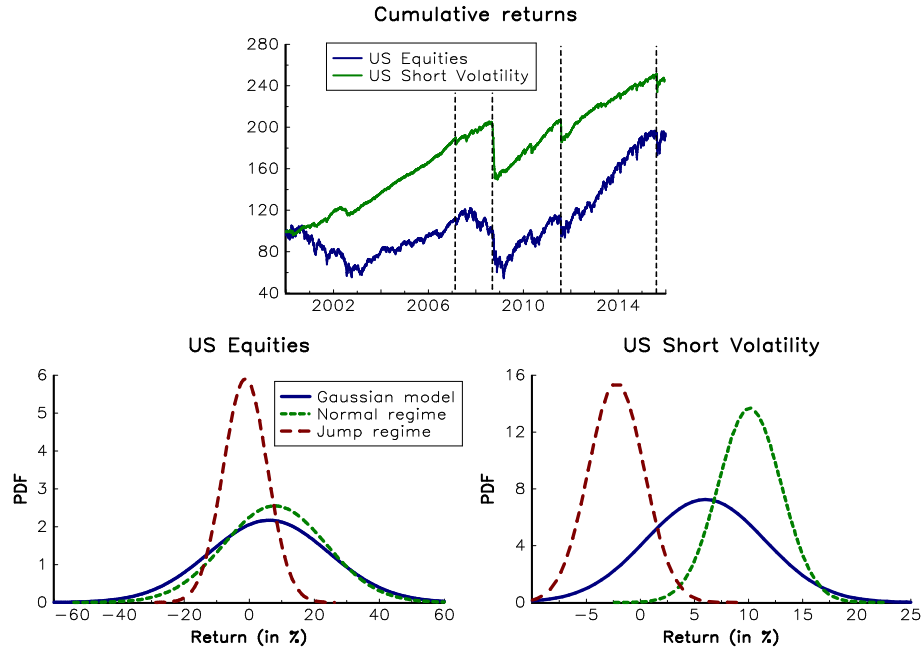 Cumulative returns
280
240
200
160
120
80
40
US Equities
US Short Volatility
2002 2006 2010 2014
US Equities
6
5
4
3
2
1
0
PDF
Gaussian model
Normal regime
Jump regime
−60 −40 −20 0 20 40 60
Return (in %)
US Short Volatility
16
12
8
4
0
PDF
−5 0 5 10 15 20 25
Return (in %)